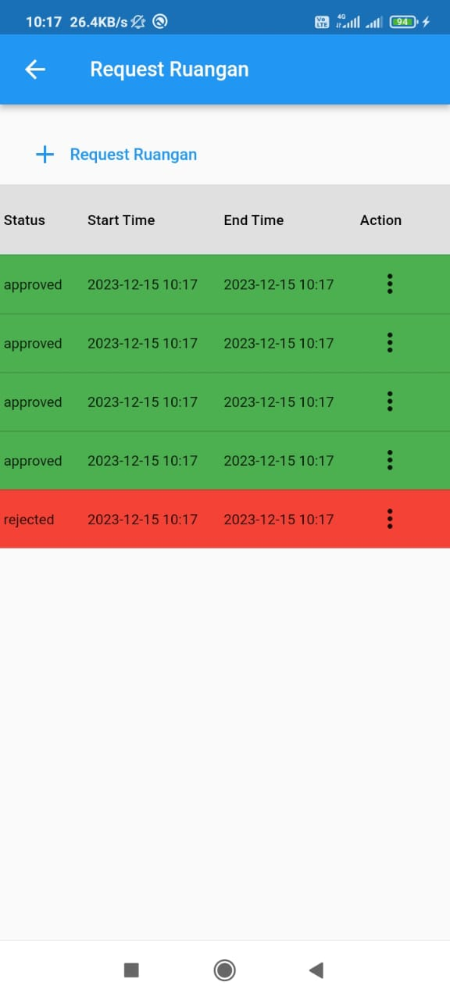 10:17 26.4KB/s Vo LTE 4G 94
Request Ruangan
+ Request Ruangan
Status Start Time End Time Action
approved 2023-12-15 10:17 2023-12-15 10:17
approved 2023-12-15 10:17 2023-12-15 10:17
approved 2023-12-15 10:17 2023-12-15 10:17
approved 2023-12-15 10:17 2023-12-15 10:17
rejected 2023-12-15 10:17 2023-12-15 10:17